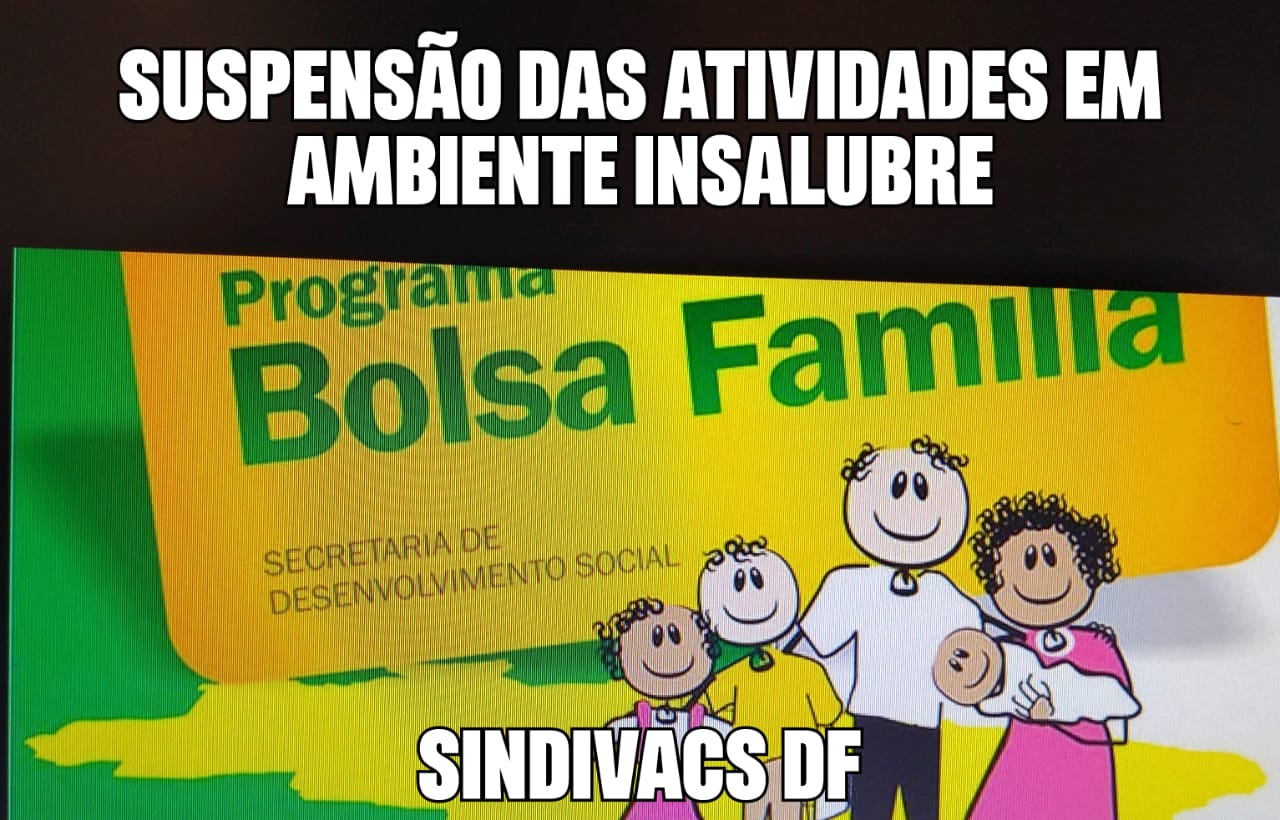 SUSPENSÃO DAS ATIVIDADES EM
AMBIENTE INSALUBRE
Programa
Bolsa Família
SECRETARIA DE
DESENVOLVIMENTO SOCIAL
SINDIVACS DF